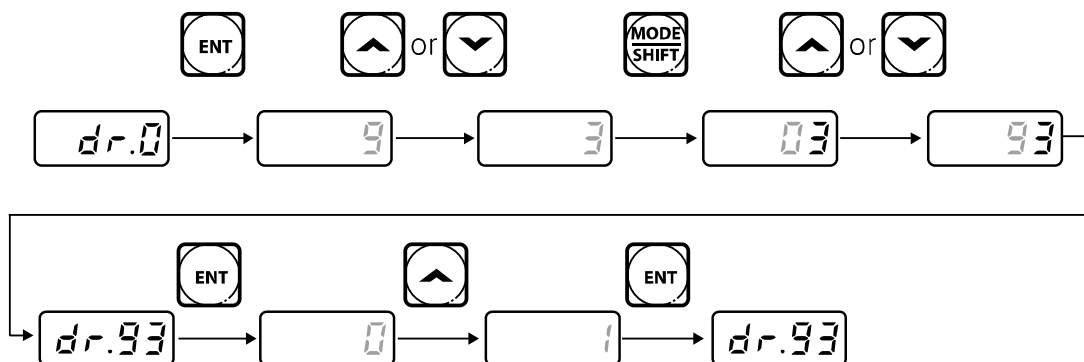 ENT or MODE SHIFT or
dr.0 9 3 03 93
ENT ENT
dr.93 0 1 dr.93